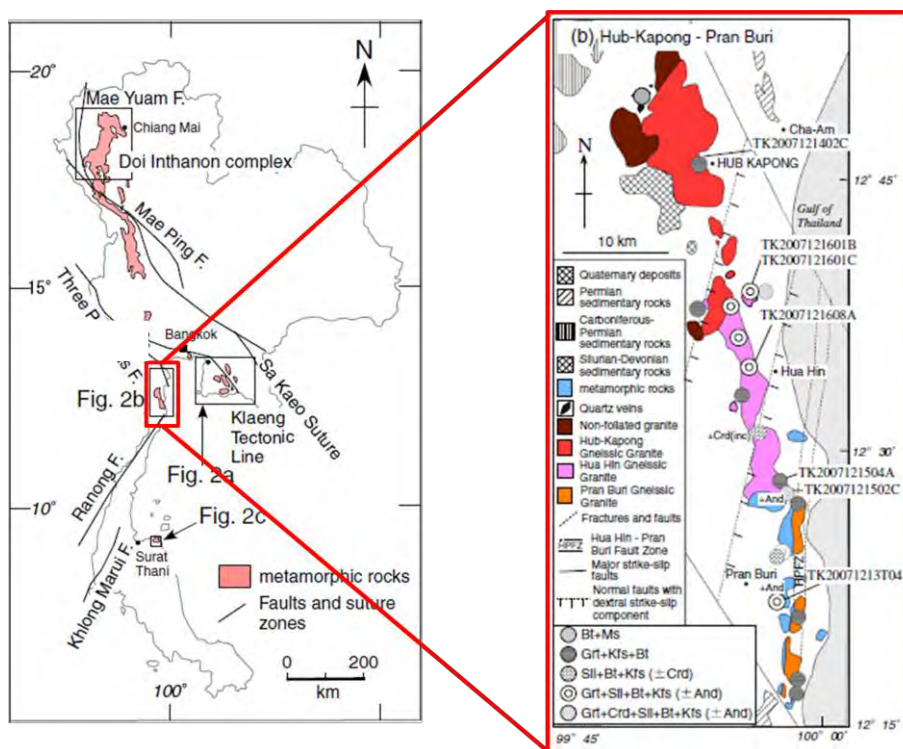 20°
15°
10°
100°
N
Mae Yuam F.
Chiang Mai
Doi Inthanon complex
Mae Ping F.
Three P
s F.
Bangkok
Fig. 2b
Sa Kaeo Suture
Klaeng
Tectonic
Line
Fig. 2a
Ranong F.
Fig. 2c
Surat
Thani
Khlong Marui F.
metamorphic rocks
Faults and suture
zones
0 200
km
(b) Hub-Kapong - Pran Buri
Cha-Am
TK2007121402C
HUB KAPONG
N
12° 45'
Gulf of
Thailand
10 km
TK2007121601B
TK2007121601C
TK2007121608A
Hua Hin
+Crd(inc)
12° 30'
TK2007121504A
+And
TK2007121502C
Pran Buri
HPFZ
+And
TK20071213T04
Quaternary deposits
Permian
sedimentary rocks
Carboniferous-
Permian
sedimentary rocks
Silurian-Devonian
sedimentary rocks
metamorphic rocks
Quartz veins
Non-foliated granite
Hub-Kapong
Gneissic
Granite
Hua Hin Gneissic
Granite
Pran Buri Gneissic
Granite
Fractures and faults
HPFZ Hua Hin - Pran
Buri Fault Zone
Major strike-slip
faults
Normal faults with
dextral strike-slip
component
Bt+Ms
Grt+Kfs+Bt
Sll+Bt+Kfs (±Crd)
Grt+Sll+Bt+Kfs (±And)
Grt+Crd+Sll+Bt+Kfs (±And)
12° 15'
99° 45'
100° 00'